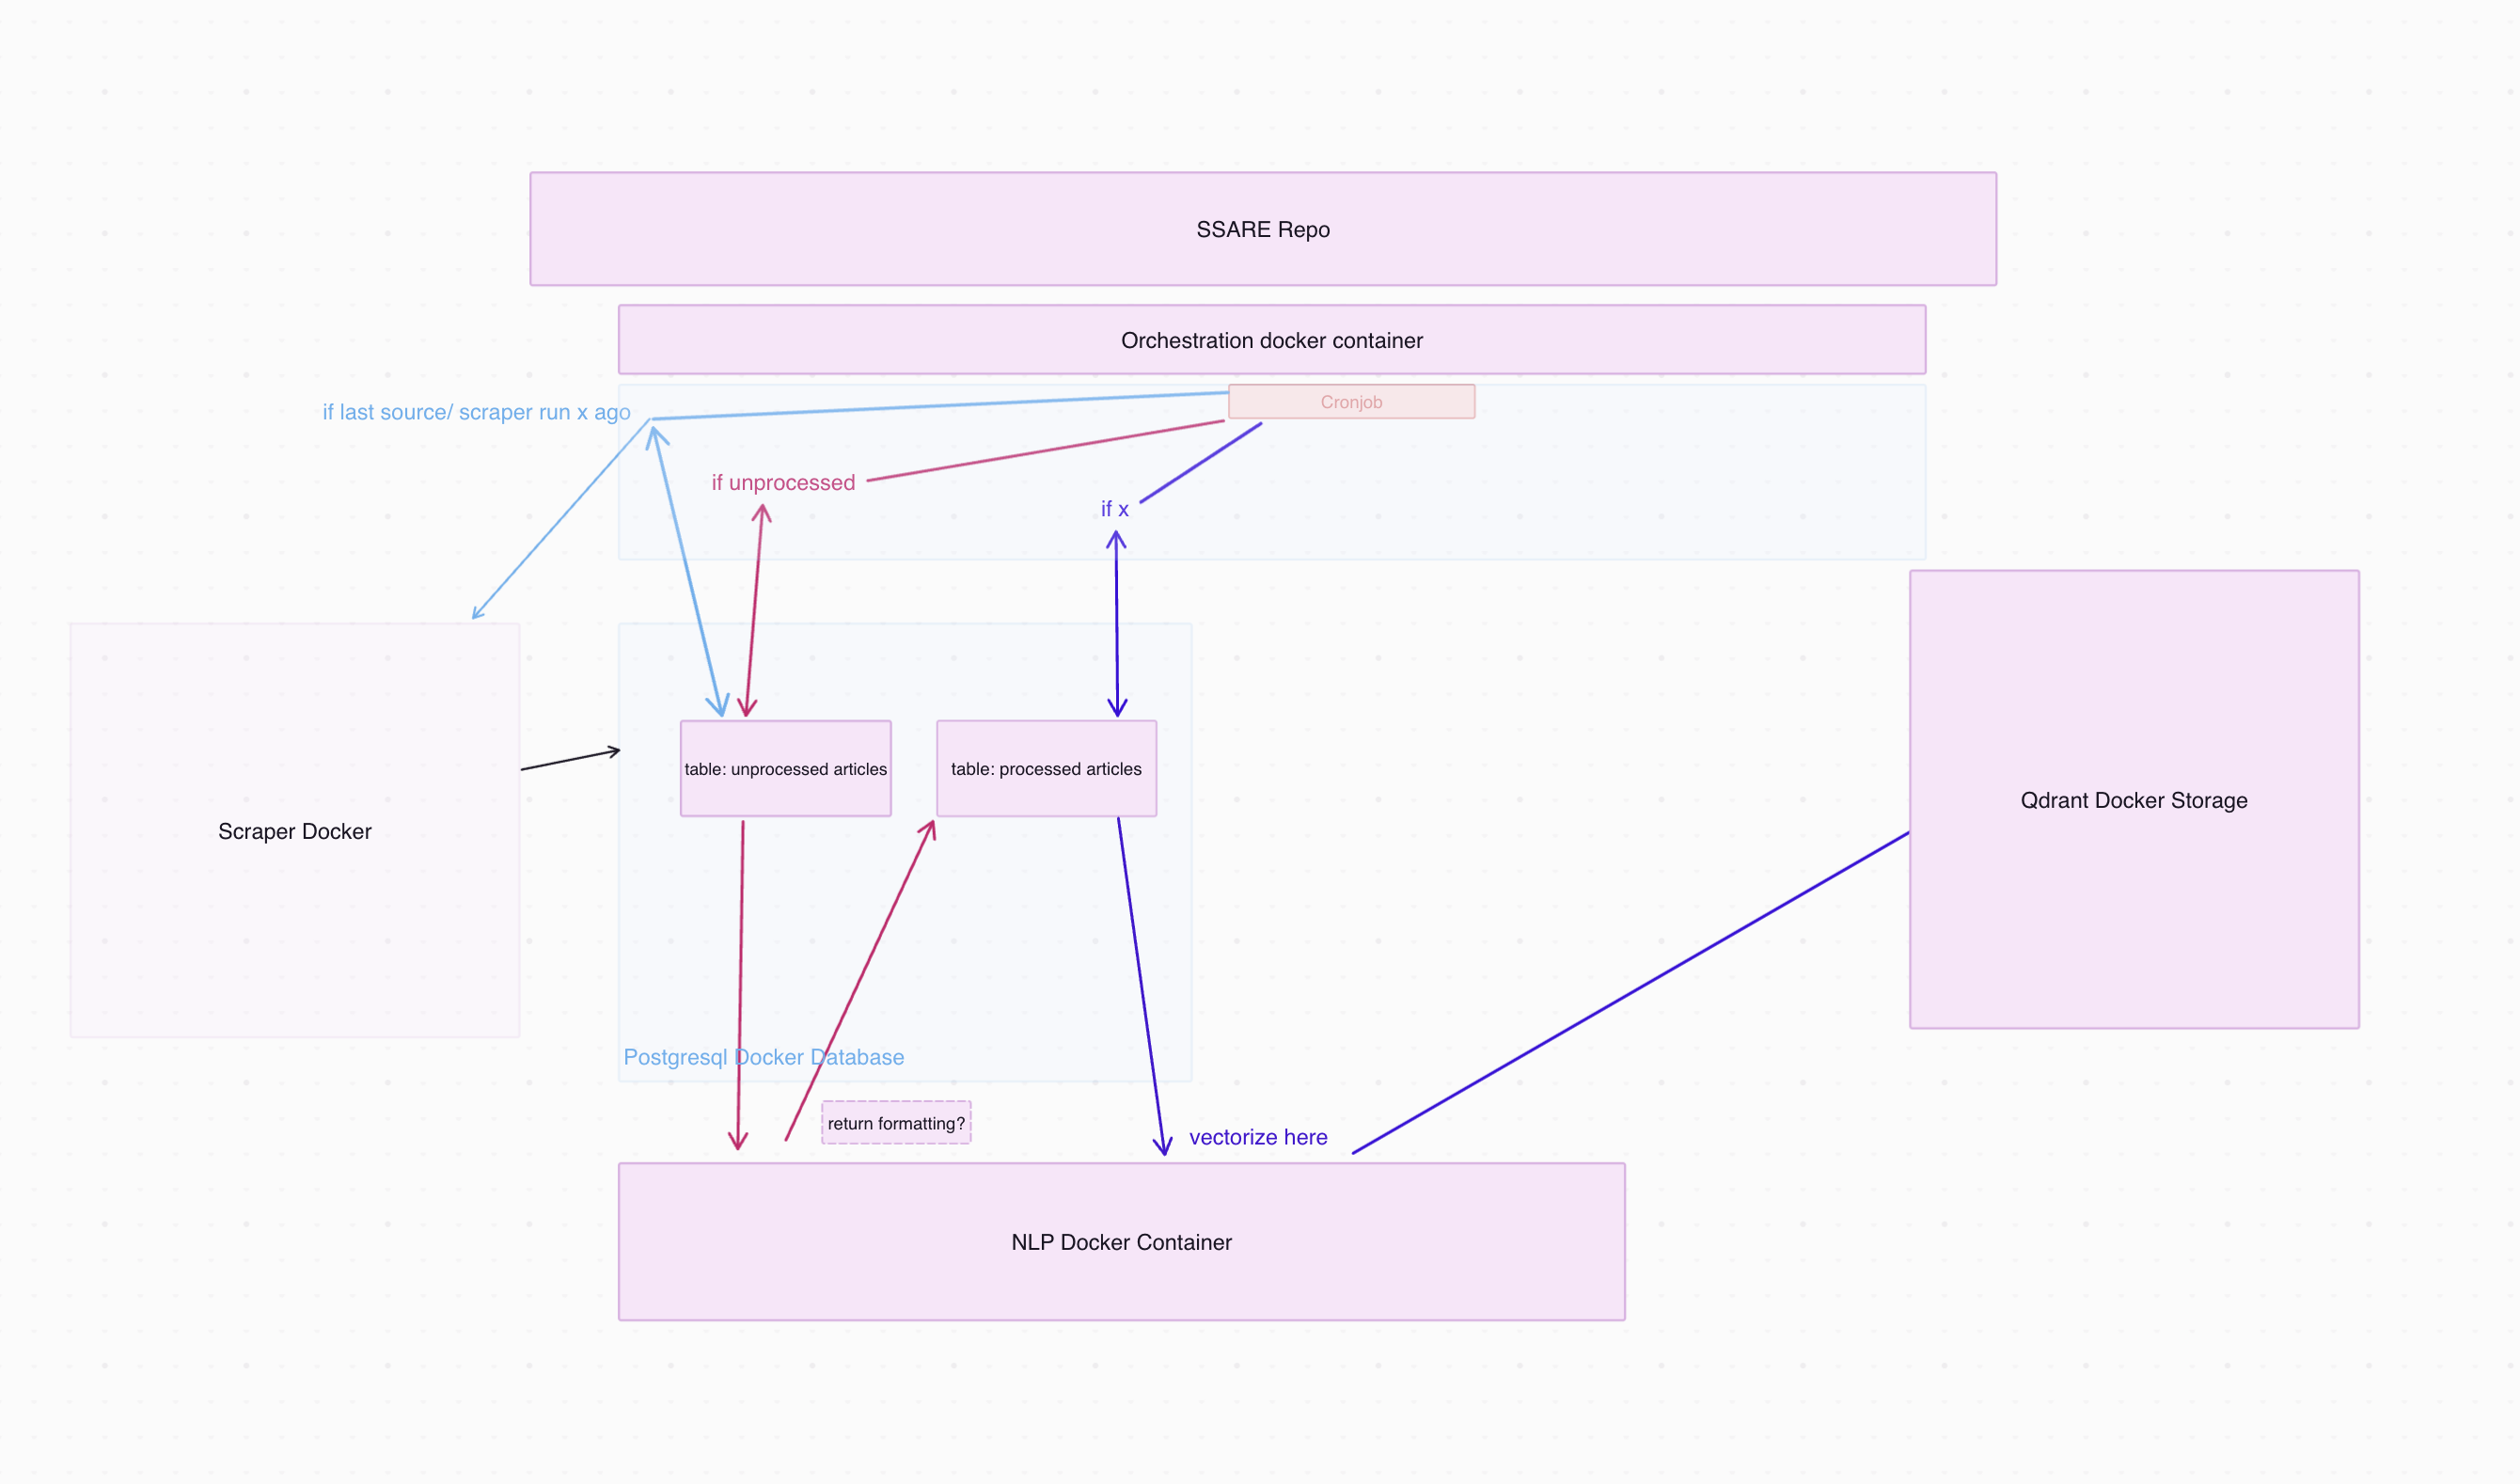 SSARE Repo
Orchestration docker container
Cronjob
if last source/ scraper run x ago
if unprocessed
if x
table: unprocessed articles
table: processed articles
Qdrant Docker Storage
Scraper Docker
Postgresql Docker Database
return formatting?
vectorize here
NLP Docker Container